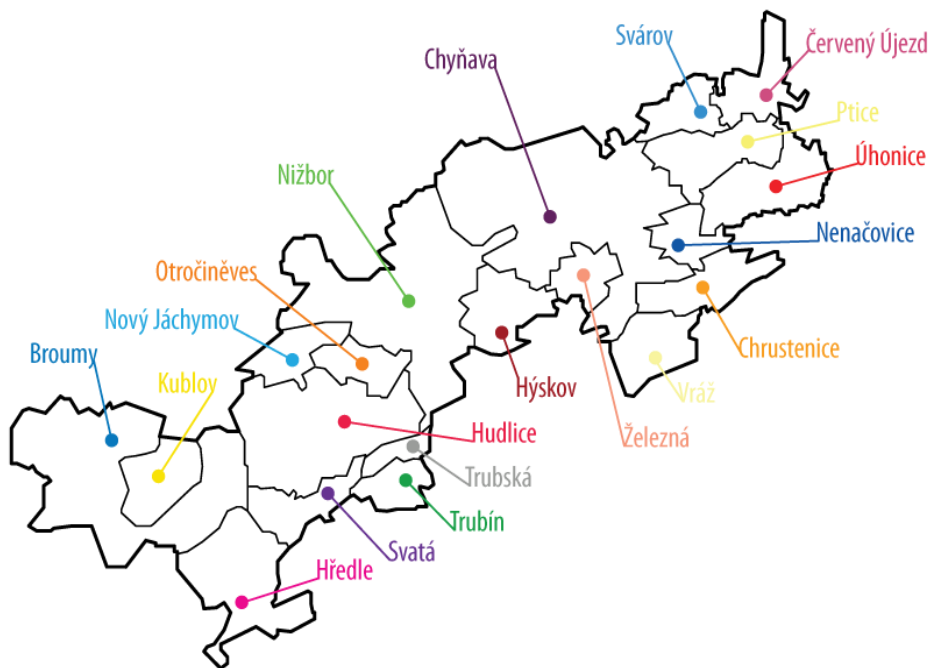 Svárov
Červený Újezd
Chyňava
Ptice
Úhonice
Nižbor
Nenačovice
Otročiněves
Nový Jáchymov
Chrustenice
Broumy
Kublov
Hýskov
Vráž
Hudlice
Železná
Trubská
Trubín
Svatá
Hředle